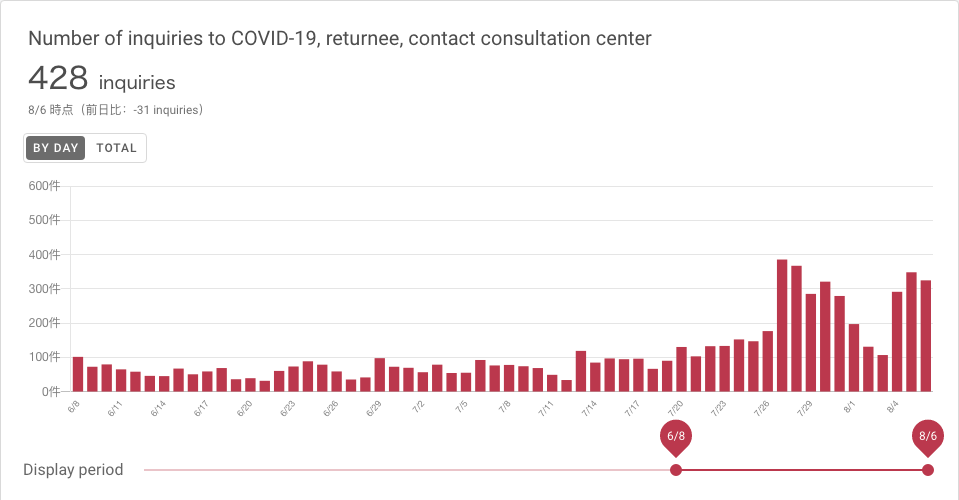 Number of inquiries to COVID-19, returnee, contact consultation center
428 inquiries
8/6 時点（前日比：-31 inquiries）
BY DAY TOTAL
600件
500件
400件
300件
200件
100件
0件
6/8 6/11 6/14 6/17 6/20 6/23 6/26 6/29 7/2 7/5 7/8 7/11 7/14 7/17 7/20 7/23 7/26 7/29 8/1 8/4
6/8 8/6
Display period